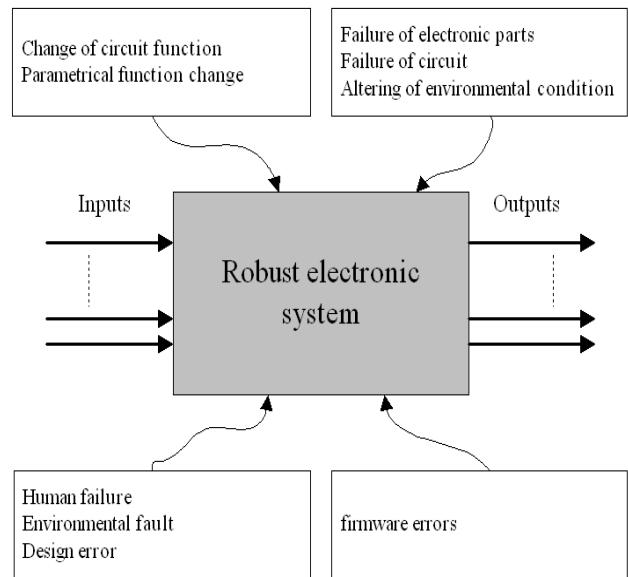 Change of circuit function
Parametrical function change
Failure of electronic parts
Failure of circuit
Altering of environmental condition
Inputs
Outputs
Robust electronic
system
Human failure
Environmental fault
Design error
firmware errors